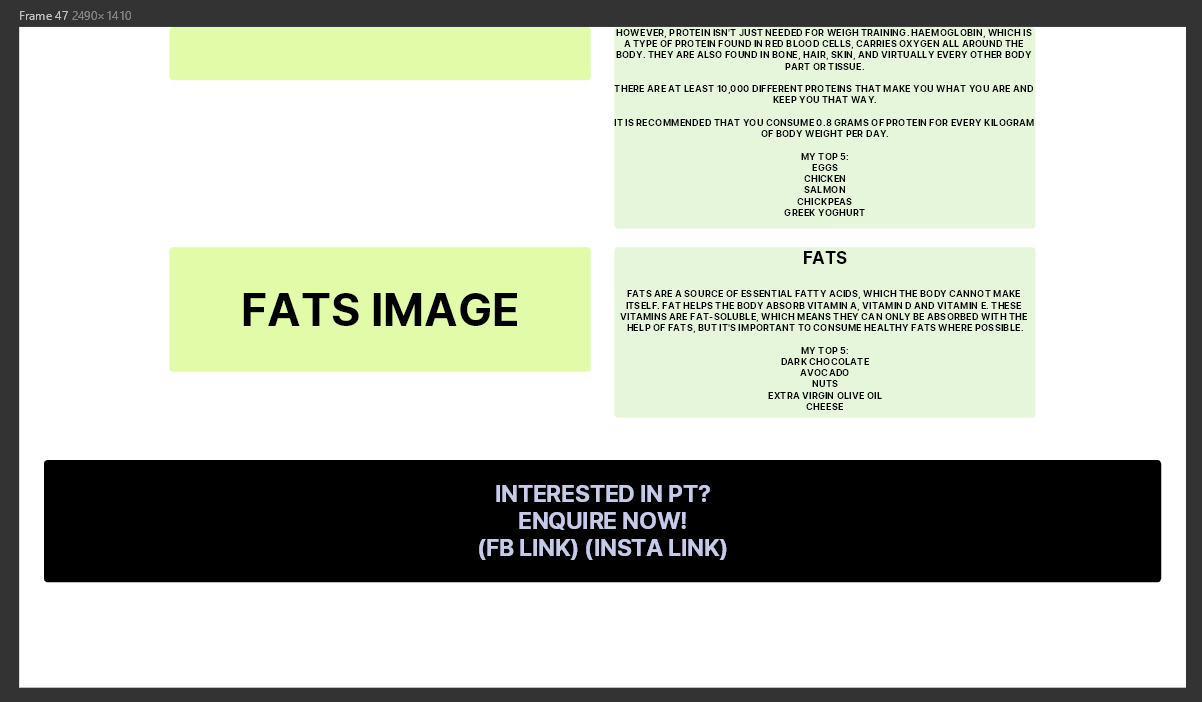 Frame 47 2490×1410
HOWEVER, PROTEIN ISN'T JUST NEEDED FOR WEIGH TRAINING. HAEMOGLOBIN, WHICH IS
A TYPE OF PROTEIN FOUND IN RED BLOOD CELLS, CARRIES OXYGEN ALL AROUND THE
BODY. THEY ARE ALSO FOUND IN BONE, HAIR, SKIN, AND VIRTUALLY EVERY OTHER BODY
PART OR TISSUE.
THERE ARE AT LEAST 10,000 DIFFERENT PROTEINS THAT MAKE YOU WHAT YOU ARE AND
KEEP YOU THAT WAY.
IT IS RECOMMENDED THAT YOU CONSUME 0.8 GRAMS OF PROTEIN FOR EVERY KILOGRAM
OF BODY WEIGHT PER DAY.
MY TOP 5:
EGGS
CHICKEN
SALMON
CHICKPEAS
GREEK YOGHURT
FATS IMAGE
FATS
FATS ARE A SOURCE OF ESSENTIAL FATTY ACIDS, WHICH THE BODY CANNOT MAKE
ITSELF. FAT HELPS THE BODY ABSORB VITAMIN A, VITAMIN D AND VITAMIN E. THESE
VITAMINS ARE FAT-SOLUBLE, WHICH MEANS THEY CAN ONLY BE ABSORBED WITH THE
HELP OF FATS, BUT IT'S IMPORTANT TO CONSUME HEALTHY FATS WHERE POSSIBLE.
MY TOP 5:
DARK CHOCOLATE
AVOCADO
NUTS
EXTRA VIRGIN OLIVE OIL
CHEESE
INTERESTED IN PT?
ENQUIRE NOW!
(FB LINK) (INSTA LINK)